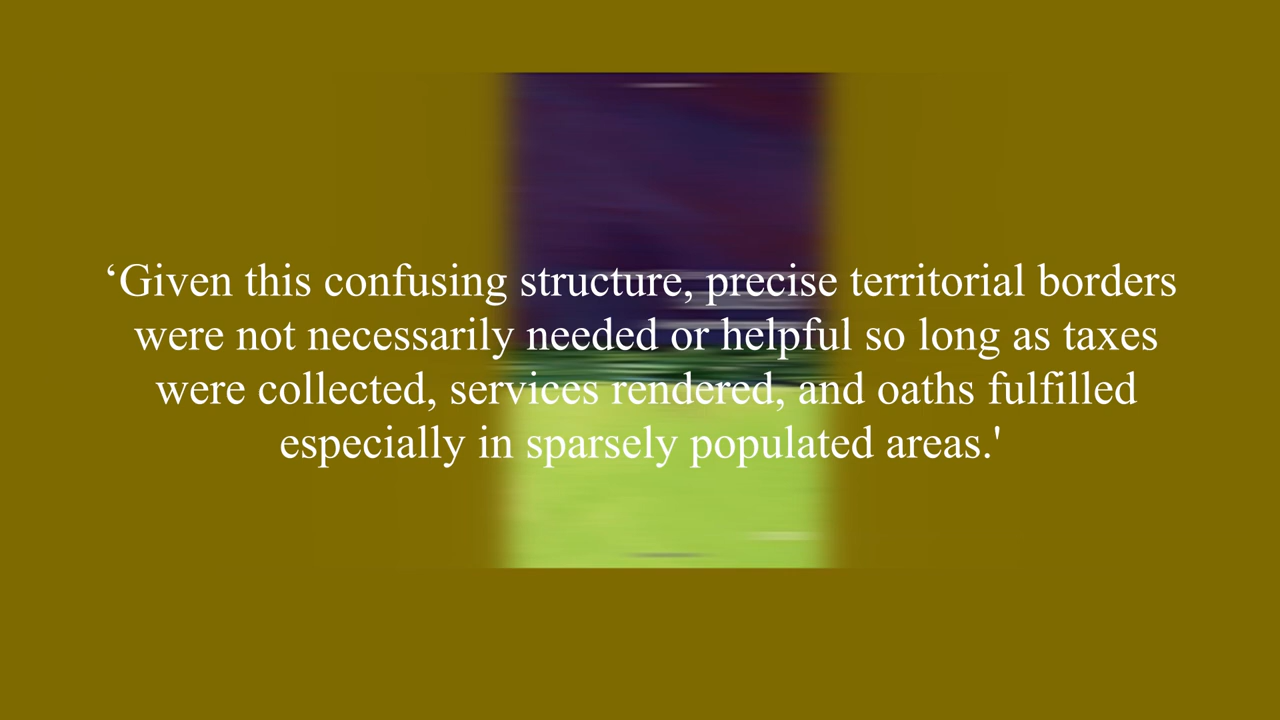 ‘Given this confusing structure, precise territorial borders
were not necessarily needed or helpful so long as taxes
were collected, services rendered, and oaths fulfilled
especially in sparsely populated areas.'